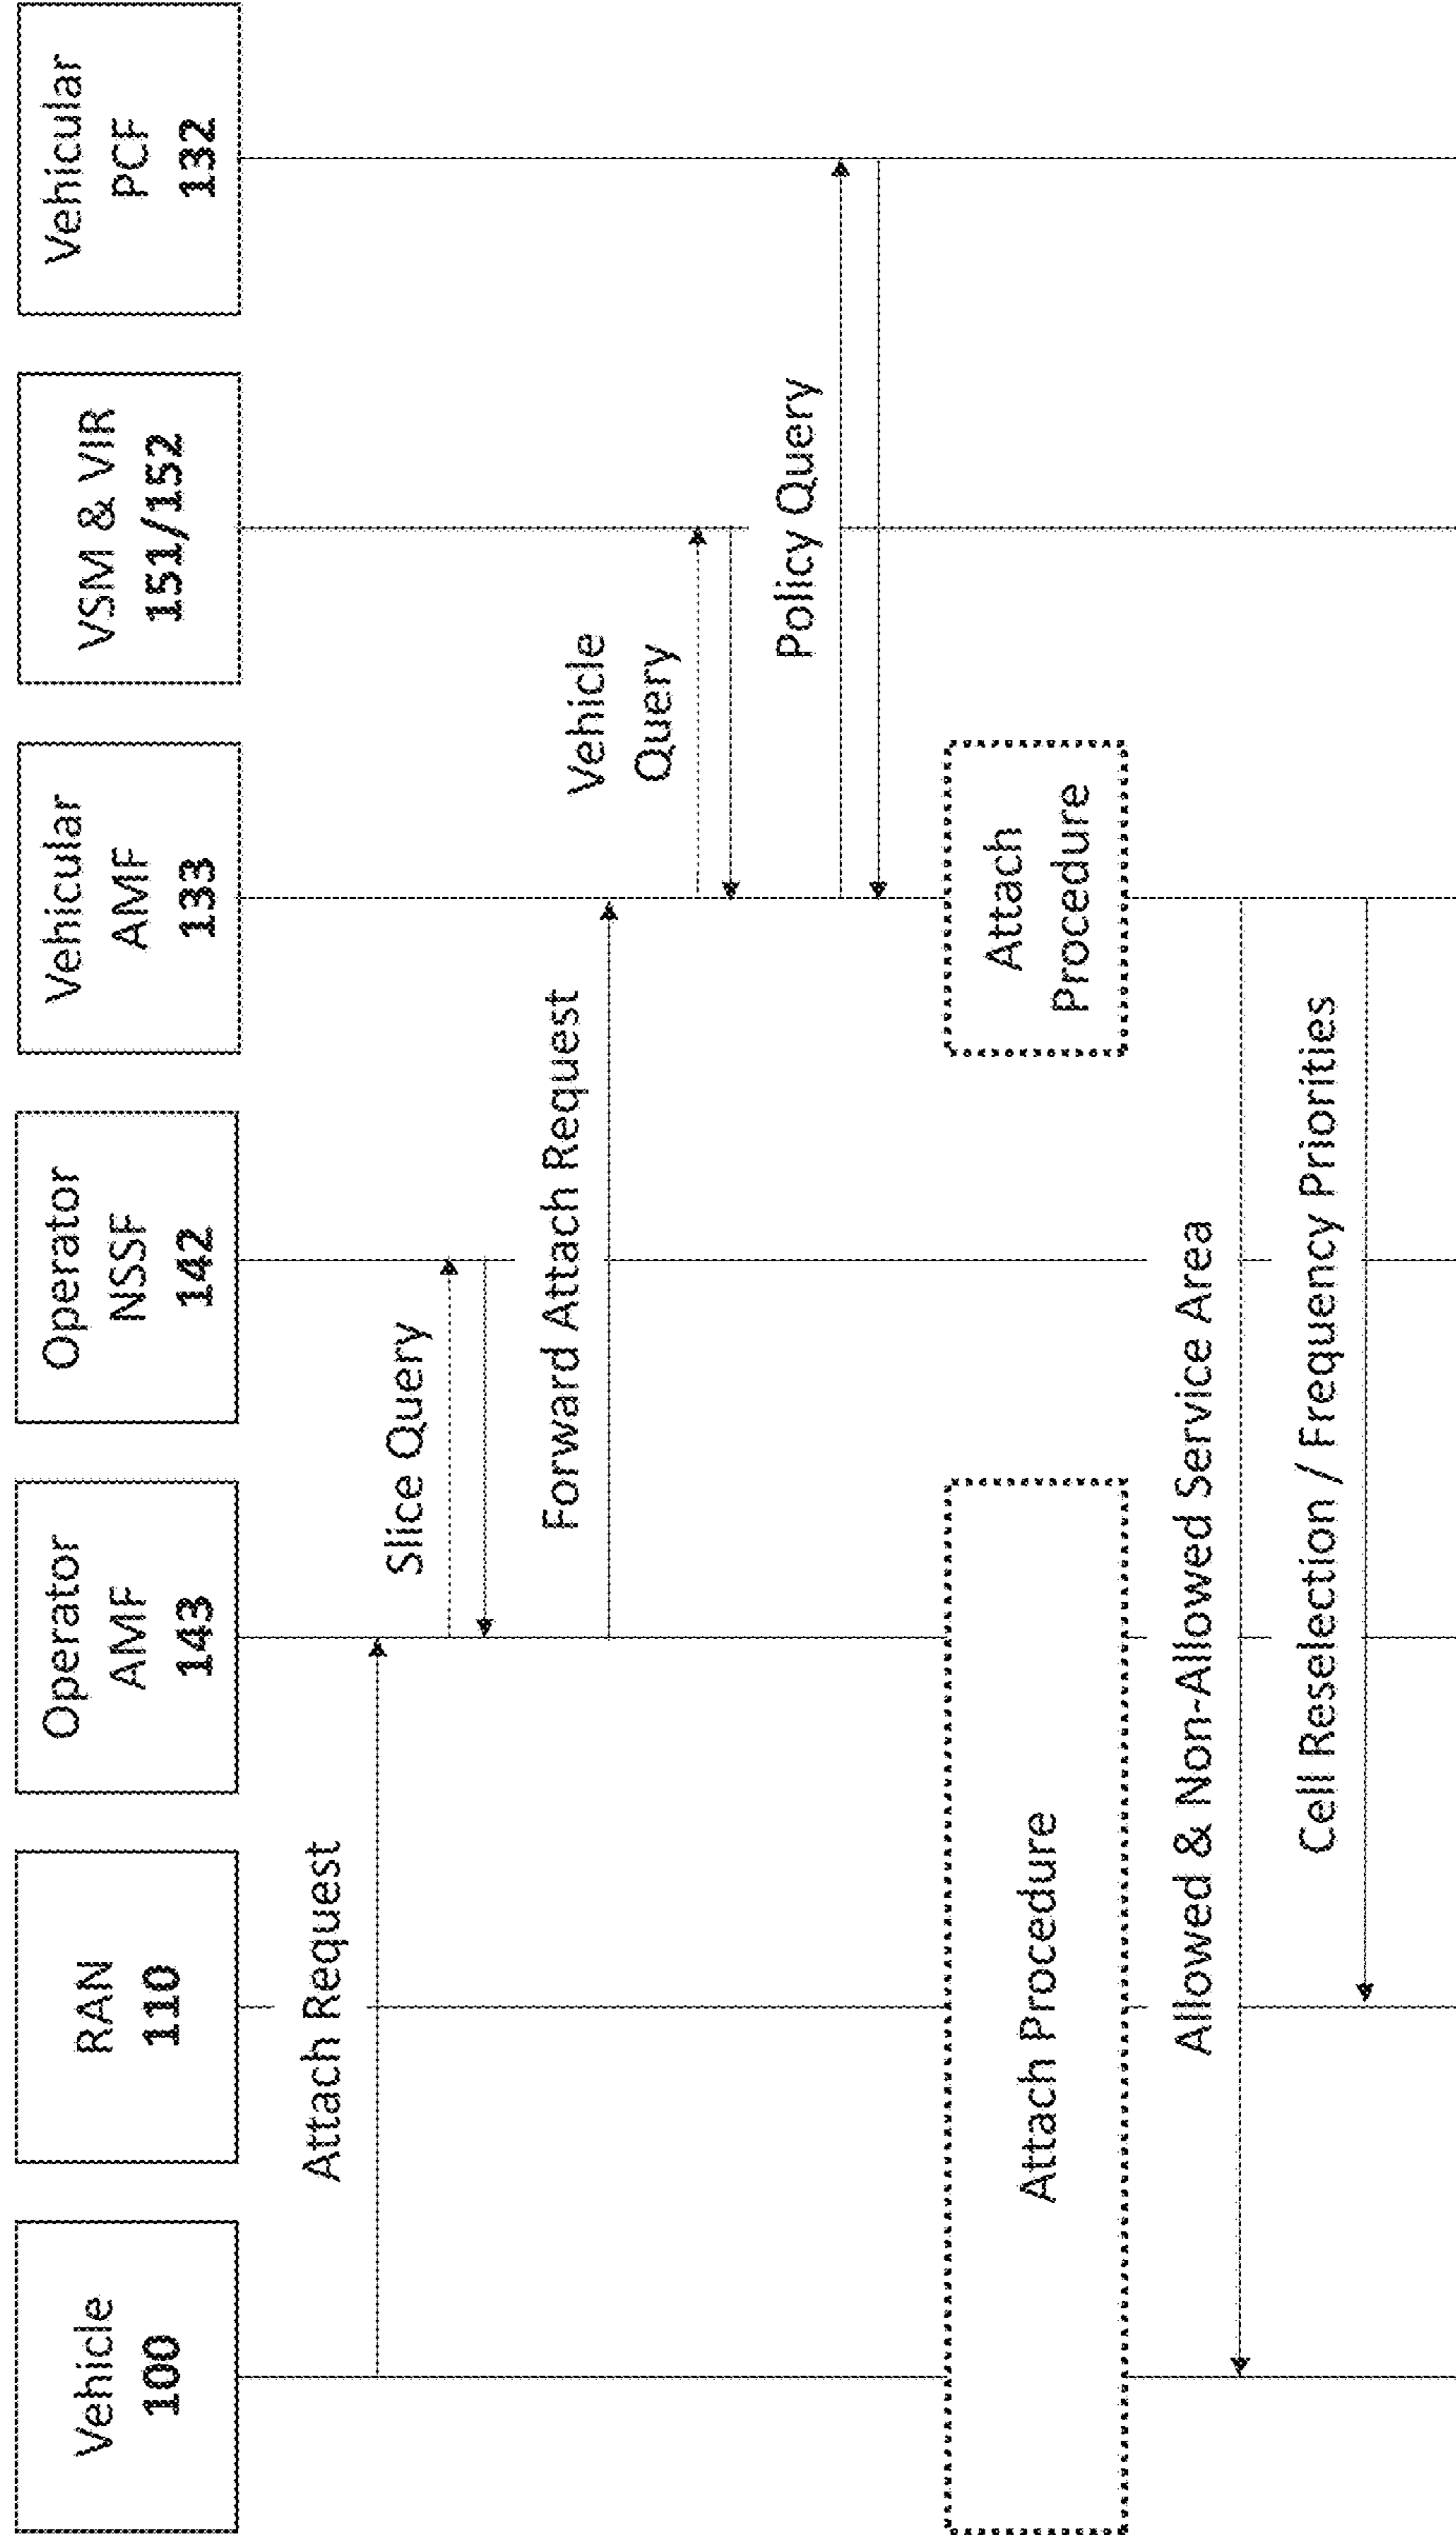 Vehicle
100
RAN
110
Operator
AMF
143
Operator
NSSF
142
Vehicular
AMF
133
VSM & VIR
151/152
Vehicular
PCF
132
Attach Request
Slice Query
Forward Attach Request
Vehicle
Query
Policy Query
Attach Procedure
Attach
Procedure
Allowed & Non-Allowed Service Area
Cell Reselection / Frequency Priorities